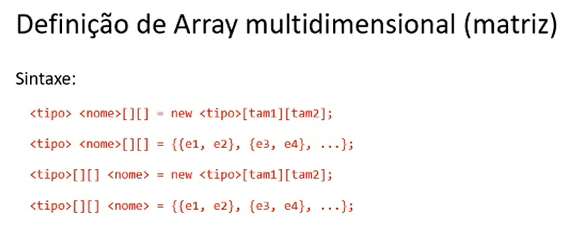 Definição de Array multidimensional (matriz)
Sintaxe:
<tipo> <nome>[][] = new <tipo>[tam1][tam2];
<tipo> <nome>[][] = {{e1, e2}, {e3, e4}, ...};
<tipo>[][] <nome> = new <tipo>[tam1][tam2];
<tipo>[][] <nome> = {{e1, e2}, {e3, e4}, ...};